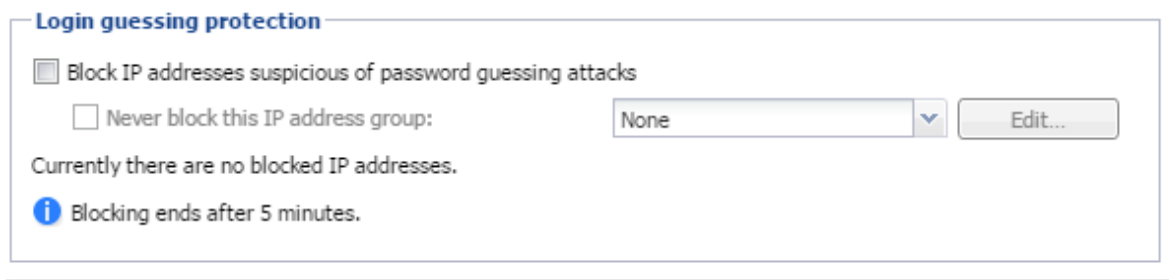 Login guessing protection
Block IP addresses suspicious of password guessing attacks
Never block this IP address group: None Edit...
Currently there are no blocked IP addresses.
Blocking ends after 5 minutes.